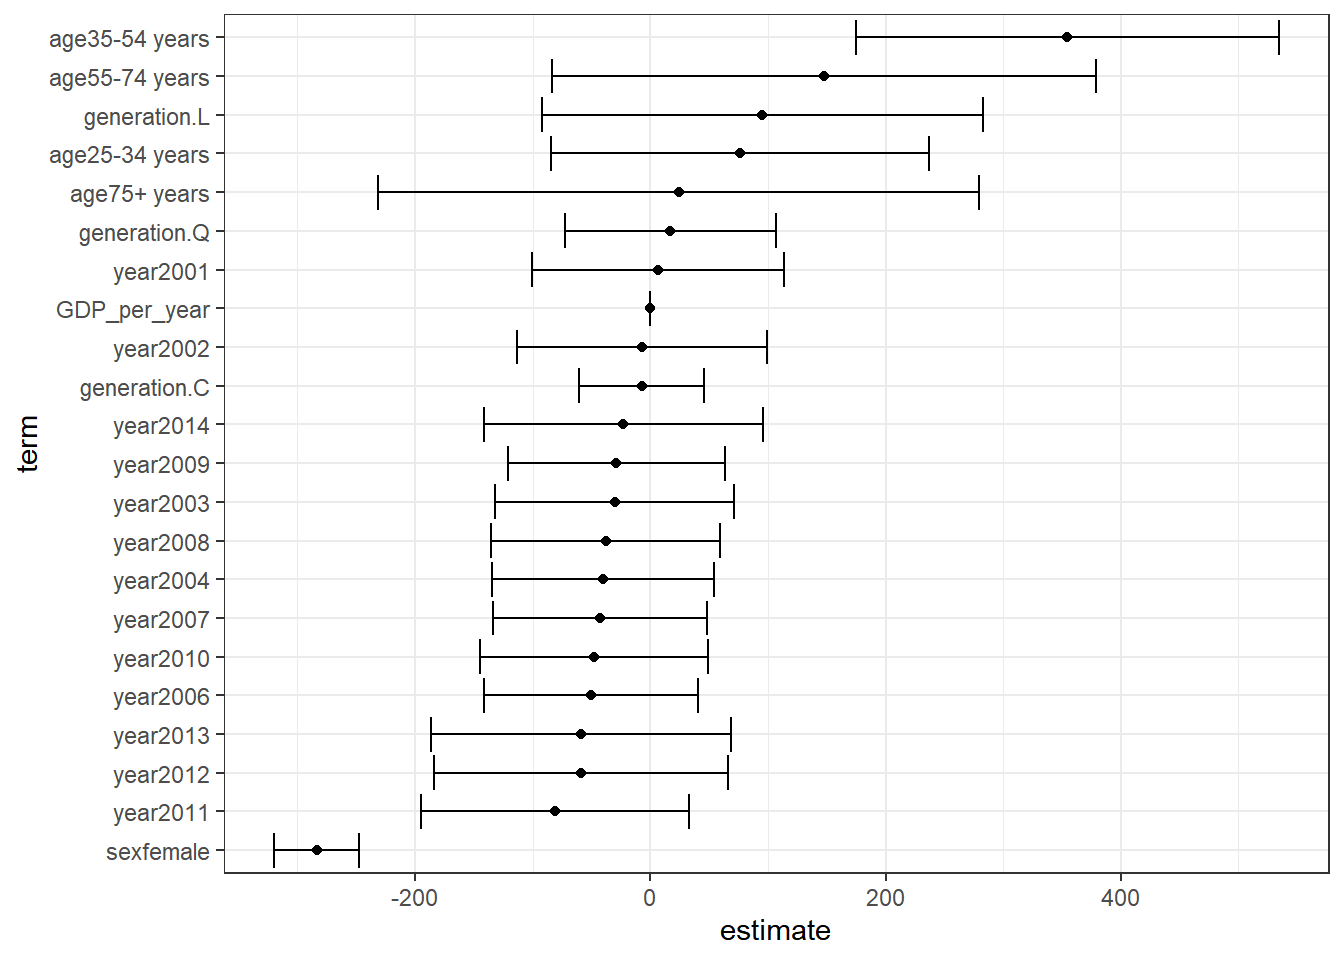 age35-54 years
age55-74 years
generation.L
age25-34 years
age75+ years
generation.Q
year2001
GDP_per_year
year2002
generation.C
year2014
year2009
year2003
year2008
year2004
year2007
year2010
year2006
year2013
year2012
year2011
sexfemale
term
-200 0 200 400
estimate